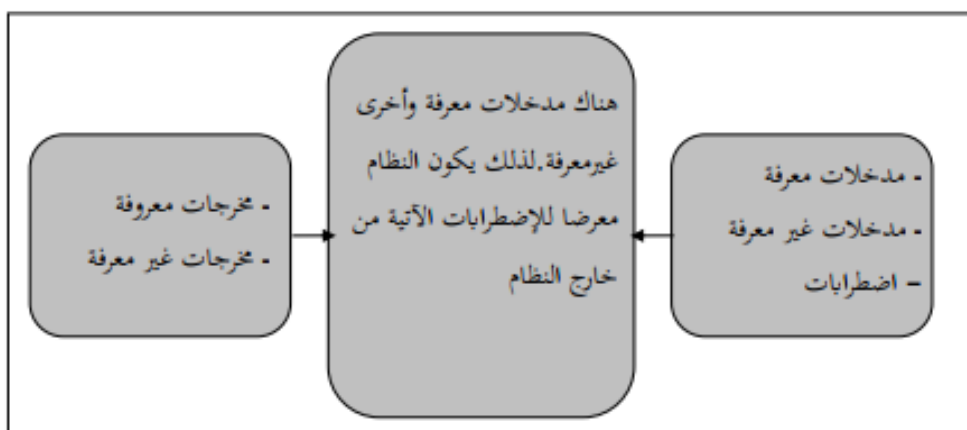 - مدخلات معرفة
- مدخلات غير معرفة
– اضطرابات
هناك مدخلات معرفة وأخرى
غيرمعرفة.لذلك يكون النظام
معرضا للإضطرابات الآتية من
خارج النظام
- مخرجات معروفة
- مخرجات غير معرفة